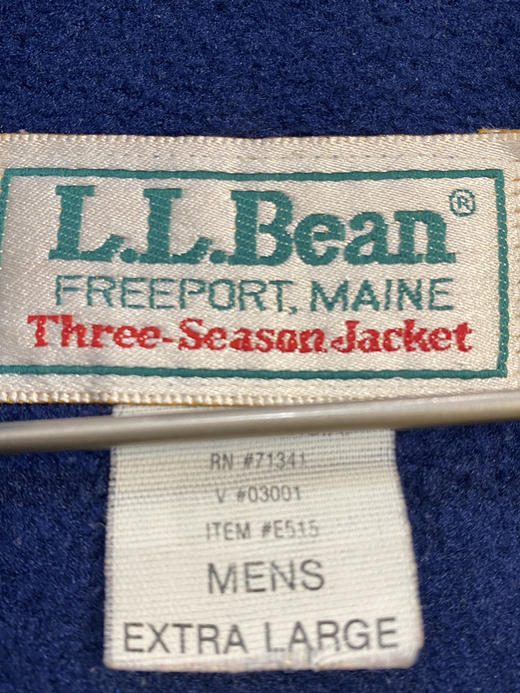 L.L.Bean®
FREEPORT, MAINE
Three-Season Jacket
RN #71341
V #03001
ITEM #E515
MENS
EXTRA LARGE